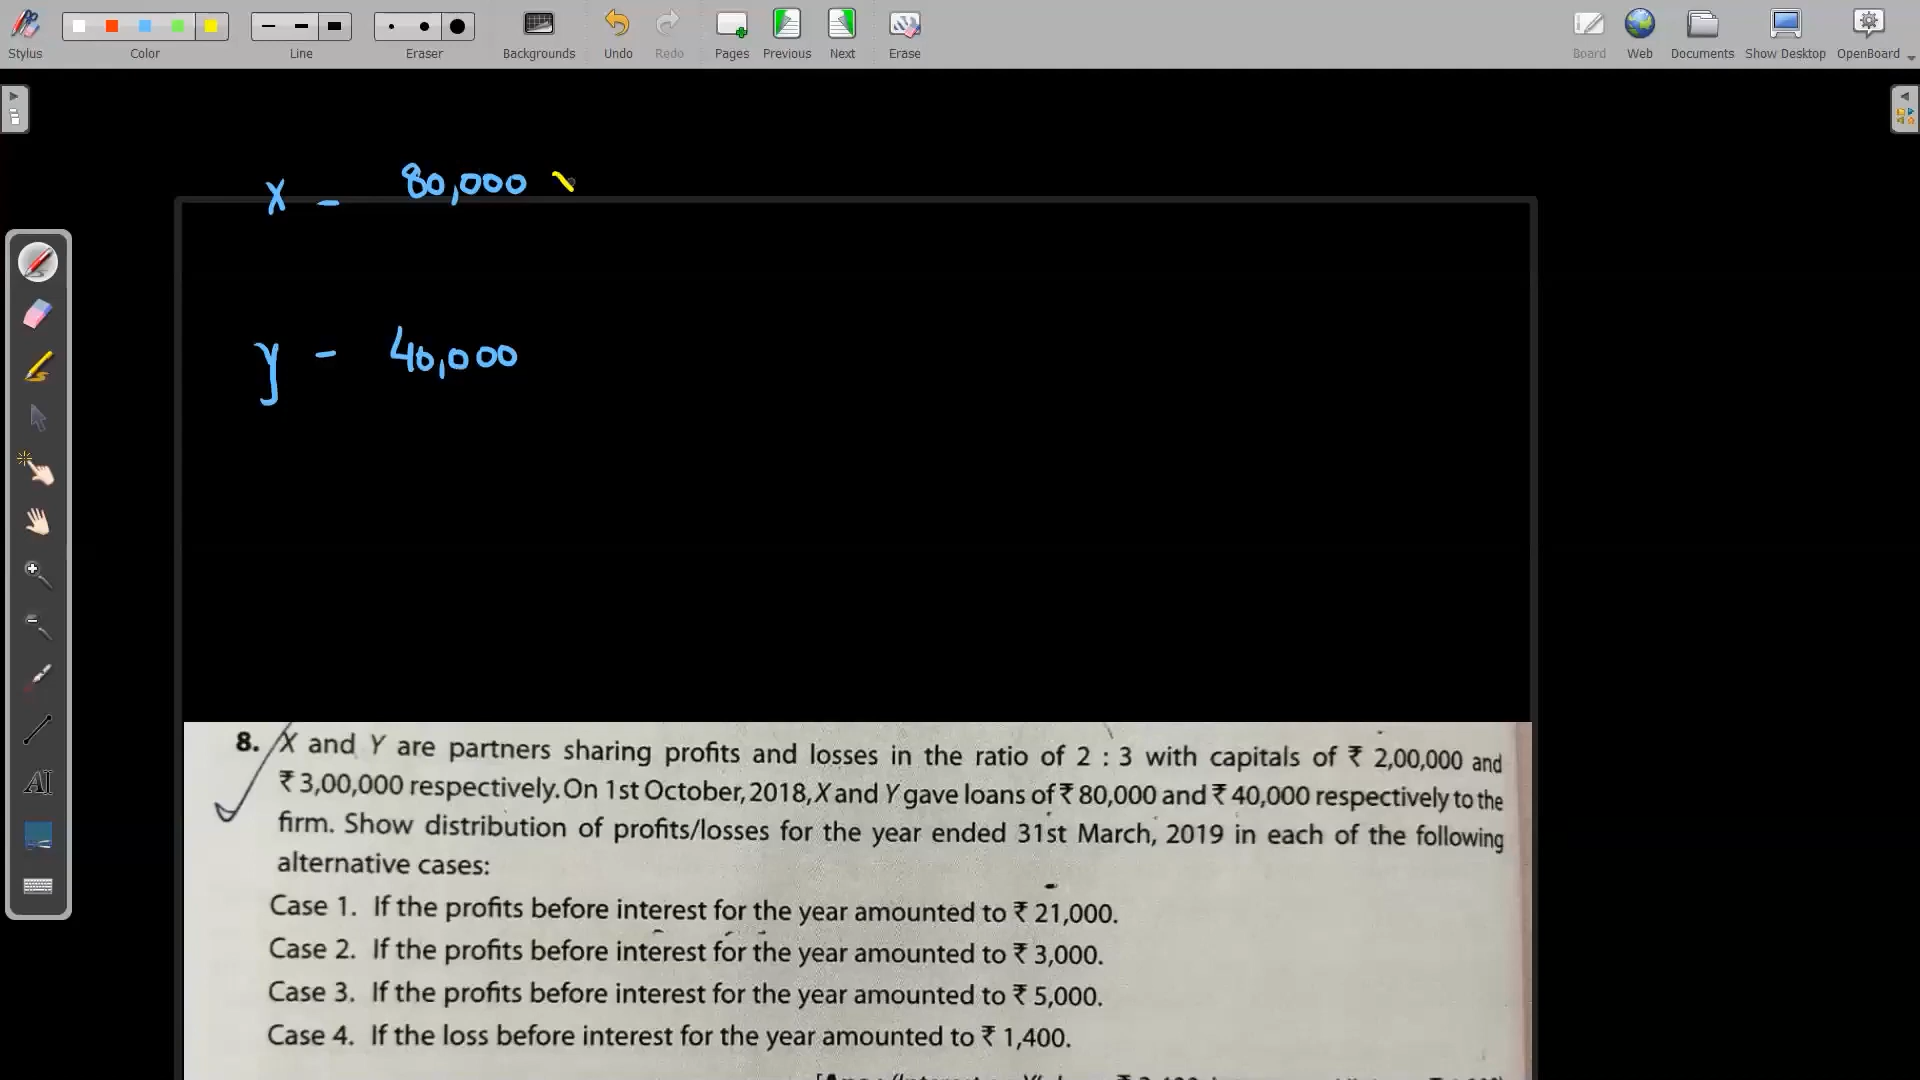 Stylus Color Line Eraser Backgrounds Undo Redo Pages Previous Next Erase Board Web Documents Show Desktop OpenBoard
X - 80,000
y - 40,000
8. X and Y are partners sharing profits and losses in the ratio of 2 : 3 with capitals of ₹ 2,00,000 and
₹ 3,00,000 respectively. On 1st October, 2018, X and Y gave loans of ₹ 80,000 and ₹ 40,000 respectively to the
firm. Show distribution of profits/losses for the year ended 31st March, 2019 in each of the following
alternative cases:
Case 1. If the profits before interest for the year amounted to ₹ 21,000.
Case 2. If the profits before interest for the year amounted to ₹ 3,000.
Case 3. If the profits before interest for the year amounted to ₹ 5,000.
Case 4. If the loss before interest for the year amounted to ₹ 1,400.